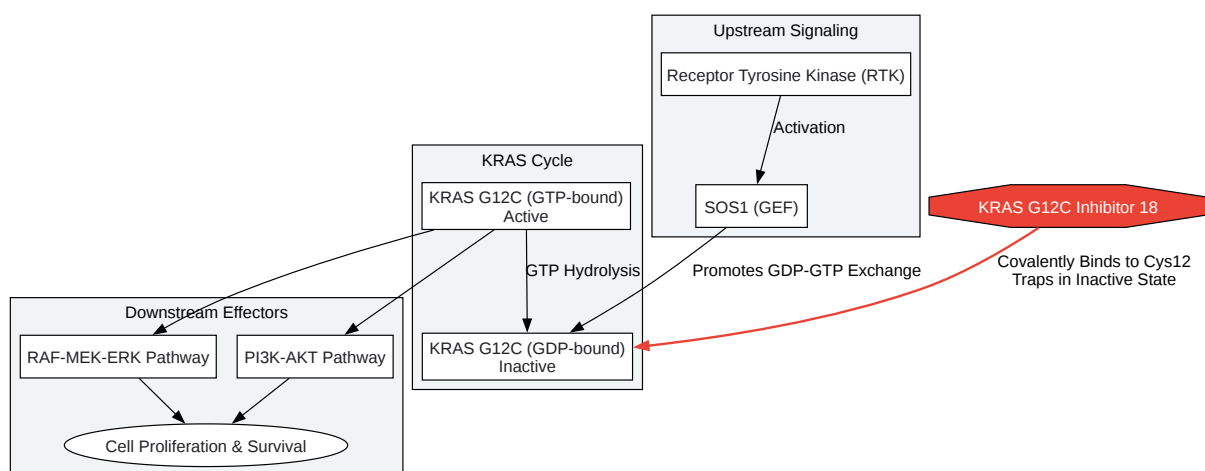 Upstream Signaling
Receptor Tyrosine Kinase (RTK)
Activation
SOS1 (GEF)
KRAS G12C Inhibitor 18
KRAS Cycle
KRAS G12C (GTP-bound)
Active
GTP Hydrolysis
Promotes GDP-GTP Exchange
Covalently Binds to Cys12
Traps in Inactive State
KRAS G12C (GDP-bound)
Inactive
Downstream Effectors
RAF-MEK-ERK Pathway
PI3K-AKT Pathway
Cell Proliferation & Survival